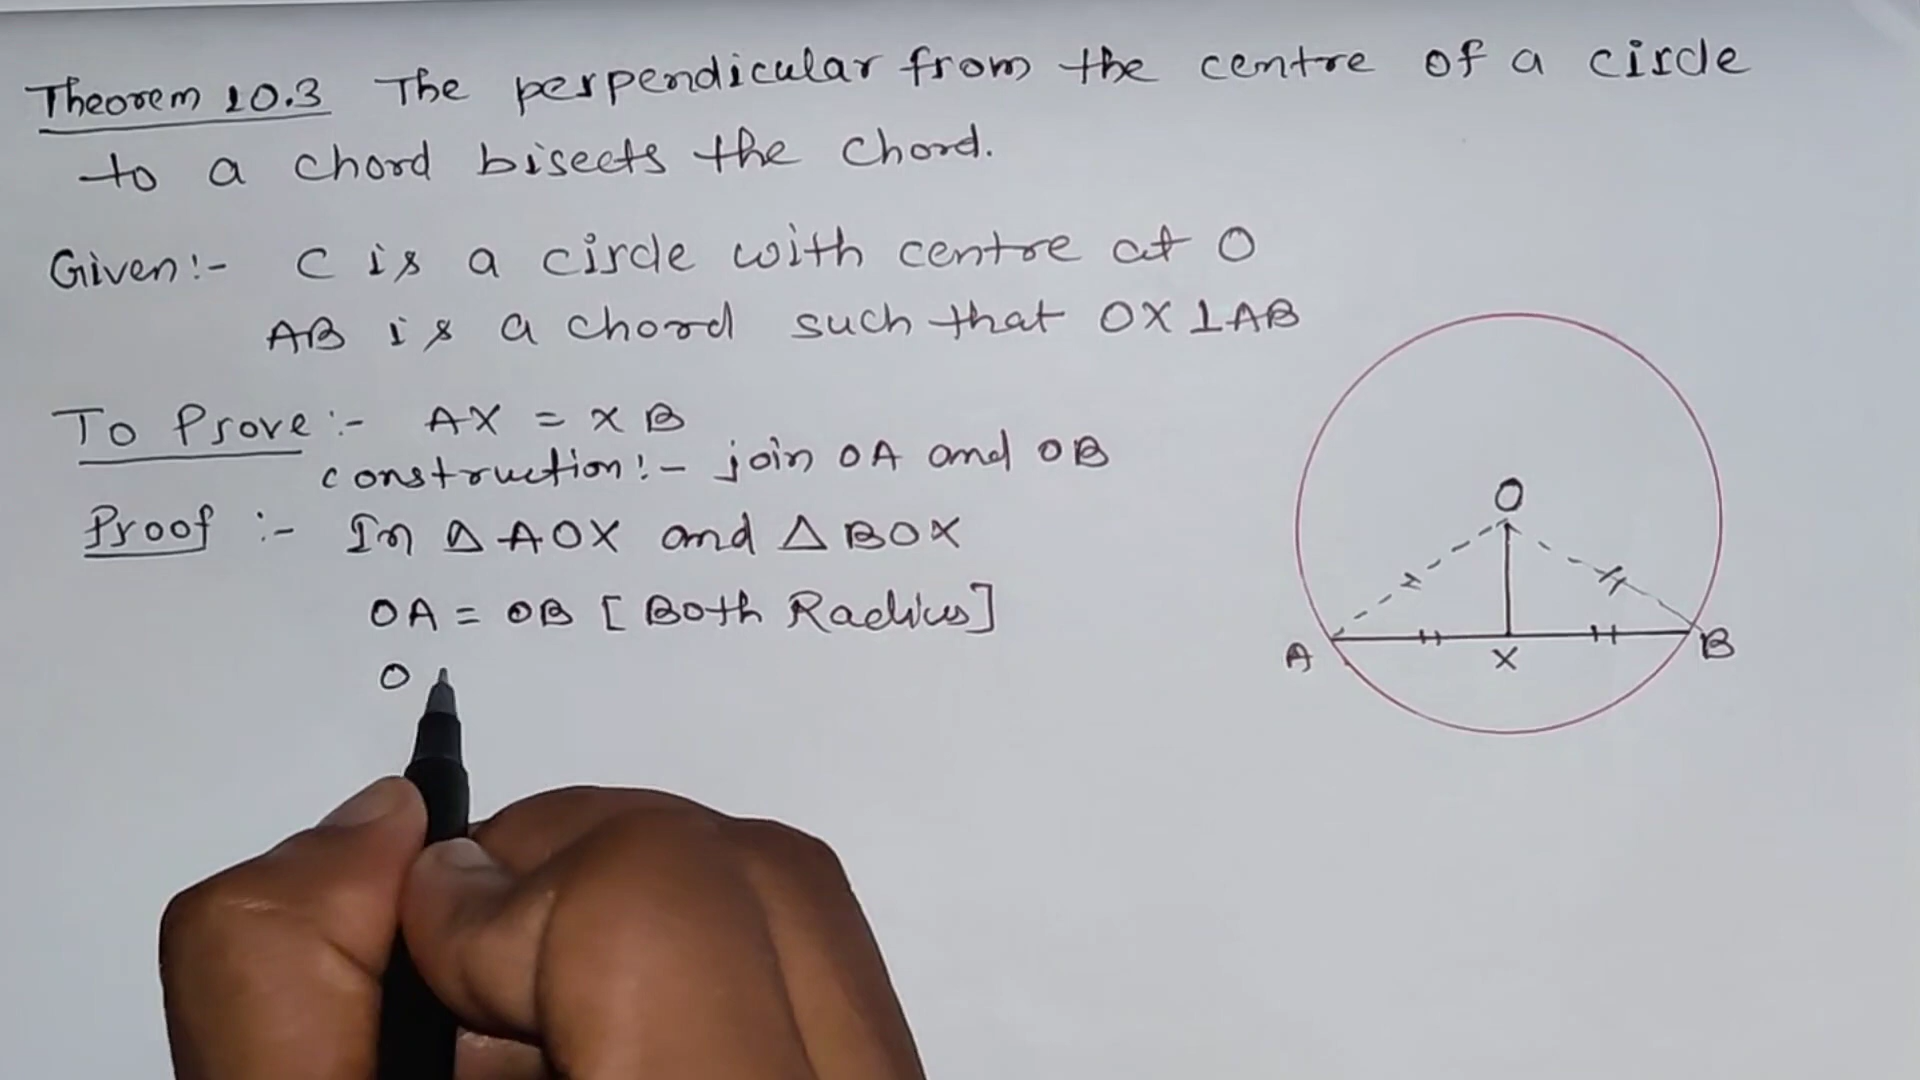 Theorem 10.3 The perpendicular from the centre of a circle
to a chord bisects the chord.
Given:- C is a circle with centre at O
AB is a chord such that OX ⊥ AB
To Prove:- AX = XB
construction:- join OA and OB
Proof :- In △ AOX and △ BOX
OA = OB [Both Radius]
O
O
A
X
B